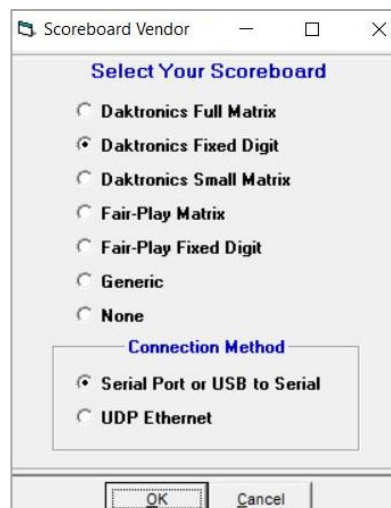 Scoreboard Vendor
Select Your Scoreboard
Daktronics Full Matrix
Daktronics Fixed Digit
Daktronics Small Matrix
Fair-Play Matrix
Fair-Play Fixed Digit
Generic
None
Connection Method
Serial Port or USB to Serial
UDP Ethernet
OK Cancel